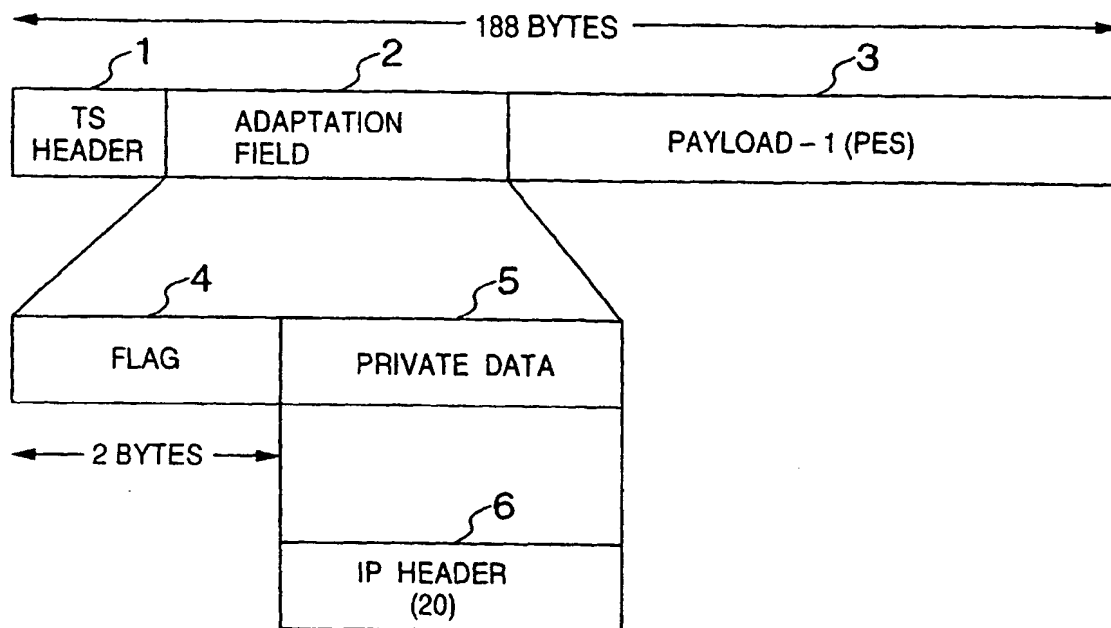 188 BYTES
1 2 3
TS
HEADER
ADAPTATION
FIELD
PAYLOAD – 1 (PES)
4 5
FLAG
PRIVATE DATA
2 BYTES
6
IP HEADER
(20)